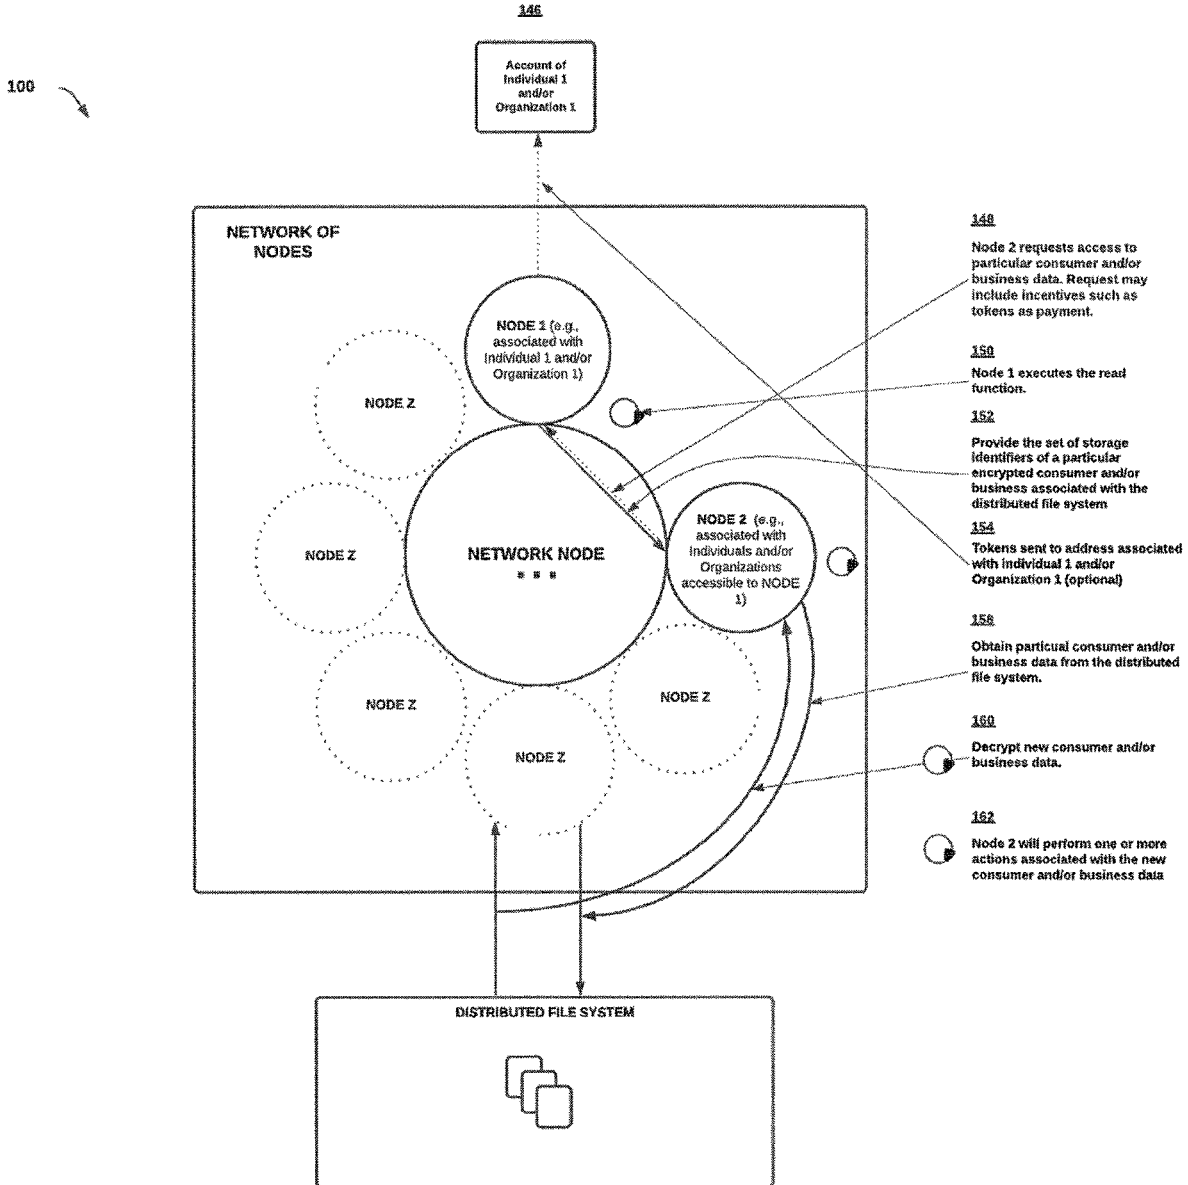 146
Account of
Individual 1
and/or
Organization 1
100
NETWORK OF
NODES
NODE 1 (e.g.,
associated with
Individual 1 and/or
Organization 1)
NODE Z
NODE Z
NETWORK NODE
NODE 2 (e.g.,
associated with
Individuals and/or
Organizations
accessible to NODE
1)
NODE Z
NODE Z
NODE Z
148
Node 2 requests access to
particular consumer and/or
business data. Request may
include incentives such as
tokens as payment.
150
Node 1 executes the read
function.
152
Provide the set of storage
identifiers of a particular
encrypted consumer and/or
business associated with the
distributed file system
154
Tokens sent to address associated
with Individual 1 and/or
Organization 1 (optional)
158
Obtain particual consumer and/or
business data from the distributed
file system.
160
Decrypt new consumer and/or
business data.
162
Node 2 will perform one or more
actions associated with the new
consumer and/or business data
DISTRIBUTED FILE SYSTEM